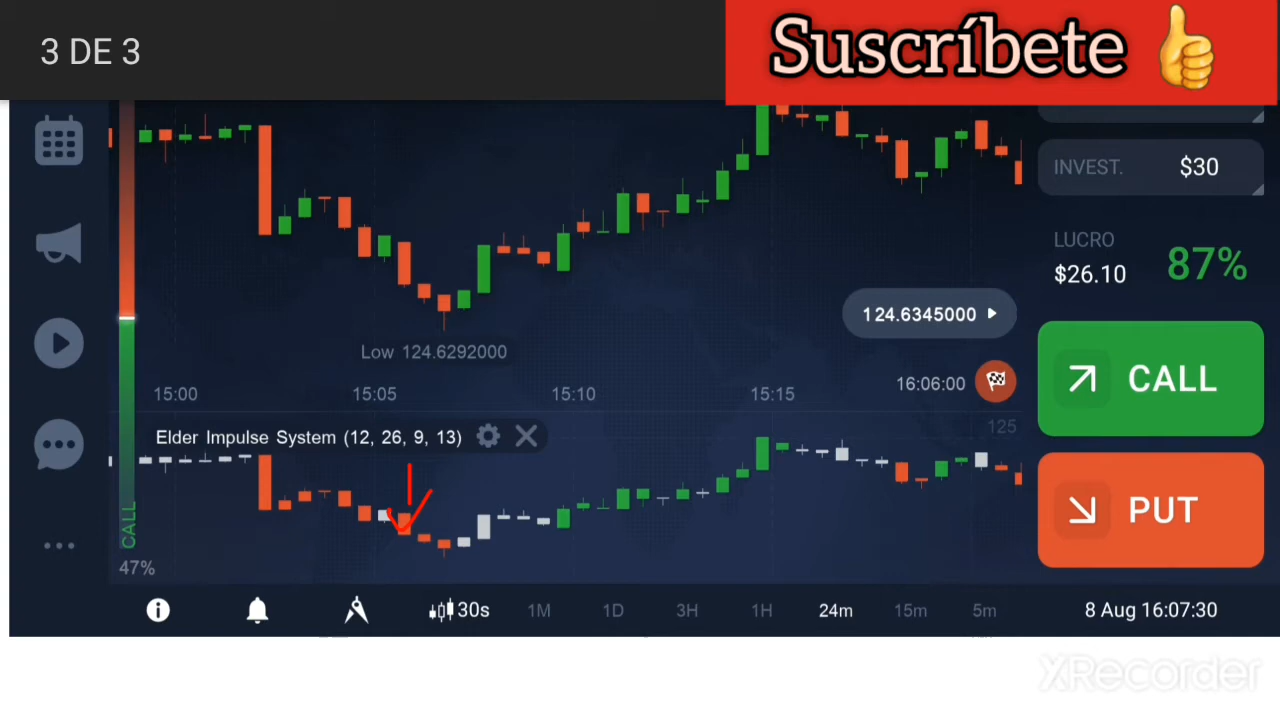 3 DE 3
Suscríbete
INVEST. $30
LUCRO
$26.10 87%
124.6345000
Low 124.6292000
CALL
15:00 15:05 15:10 15:15 16:06:00
125
Elder Impulse System (12, 26, 9, 13)
PUT
CALL
47%
30s 1M 1D 3H 1H 24m 15m 5m 8 Aug 16:07:30
XRecorder